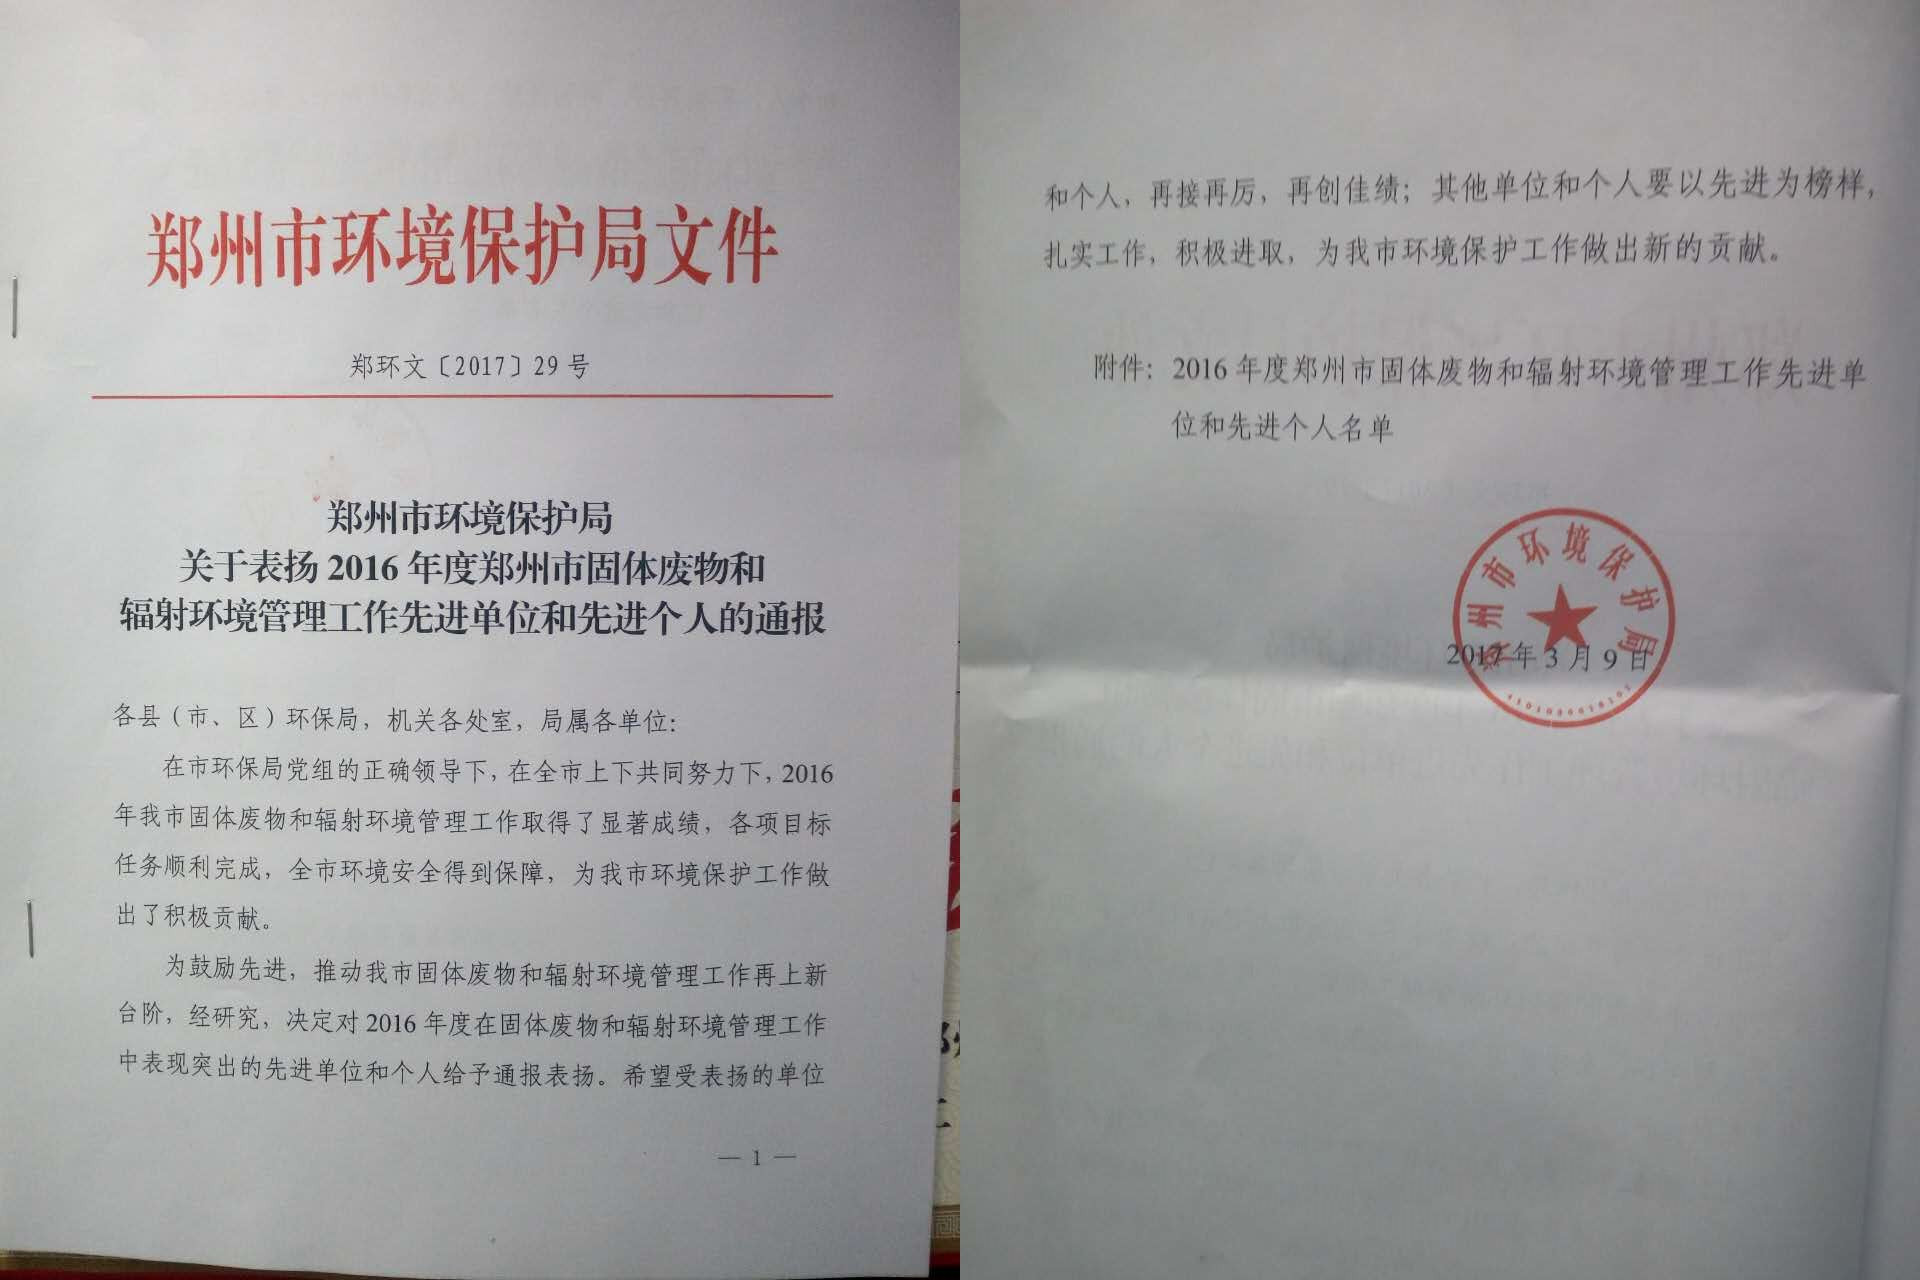 郑州市环境保护局文件
郑环文〔2017〕29号
郑州市环境保护局
关于表扬2016年度郑州市固体废物和
辐射环境管理工作先进单位和先进个人的通报
各县（市、区）环保局，机关各处室，局属各单位：
在市环保局党组的正确领导下，在全市上下共同努力下，2016
年我市固体废物和辐射环境管理工作取得了显著成绩，各项目标
任务顺利完成，全市环境安全得到保障，为我市环境保护工作做
出了积极贡献。
为鼓励先进，推动我市固体废物和辐射环境管理工作再上新
台阶，经研究，决定对2016年度在固体废物和辐射环境管理工作
中表现突出的先进单位和个人给予通报表扬。希望受表扬的单位
— 1 —
和个人，再接再厉，再创佳绩；其他单位和个人要以先进为榜样，
扎实工作，积极进取，为我市环境保护工作做出新的贡献。
附件：2016年度郑州市固体废物和辐射环境管理工作先进单
位和先进个人名单
郑州市环境保护局
2017年3月9日